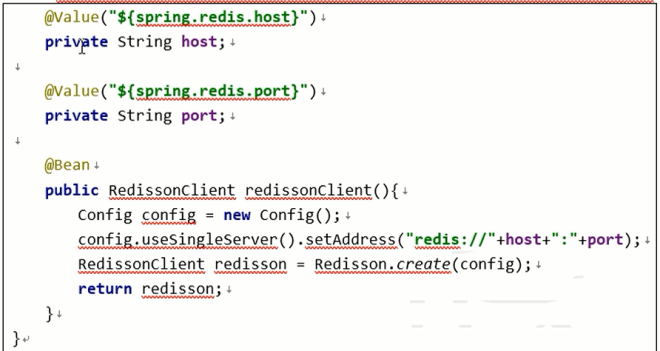 @Value("${spring.redis.host}")
private String host;
@Value("${spring.redis.port}")
private String port;
@Bean
public RedissonClient redissonClient(){
Config config = new Config();
config.useSingleServer().setAddress("redis://"+host+":"+port);
RedissonClient redisson = Redisson.create(config);
return redisson;
}
}